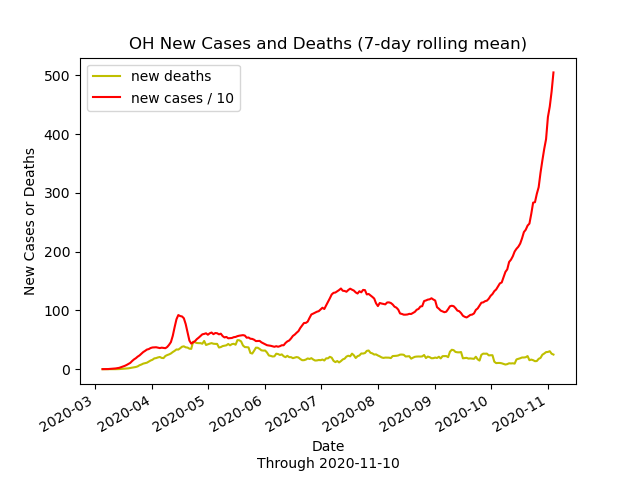 OH New Cases and Deaths (7-day rolling mean)
new deaths
new cases / 10
500
400
300
200
100
0
New Cases or Deaths
2020-03
2020-04
2020-05
2020-06
2020-07
2020-08
2020-09
2020-10
2020-11
Date
Through 2020-11-10